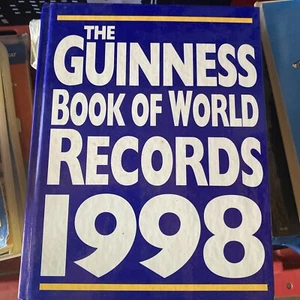 THE
GUINNESS
BOOK OF WORLD
RECORDS
1998